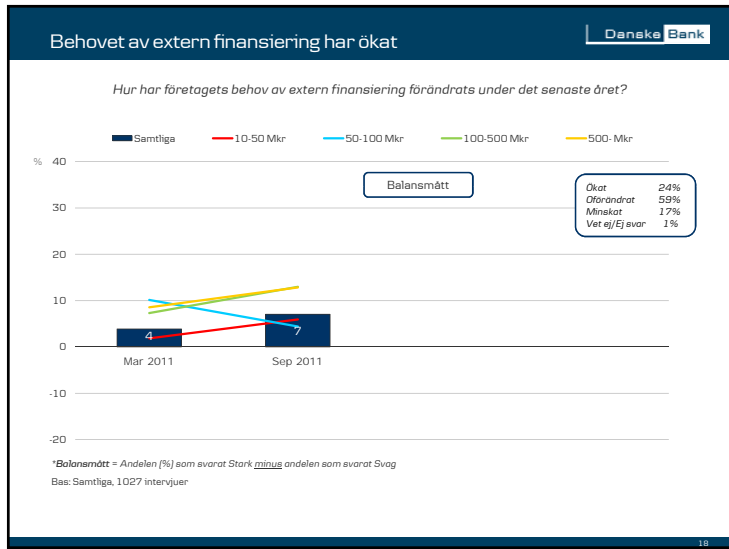 Behovet av extern finansiering har ökat
Danske Bank
Hur har företagets behov av extern finansiering förändrats under det senaste året?
Samtliga 10-50 Mkr 50-100 Mkr 100-500 Mkr 500- Mkr
% 40
Balansmått
Ökat 24%
Oförändrat 59%
Minskat 17%
Vet ej/Ej svar 1%
30
20
10
4 7
0
Mar 2011 Sep 2011
-10
-20
*Balansmått = Andelen (%) som svarat Stark minus andelen som svarat Svag
Bas: Samtliga, 1027 intervjuer
18